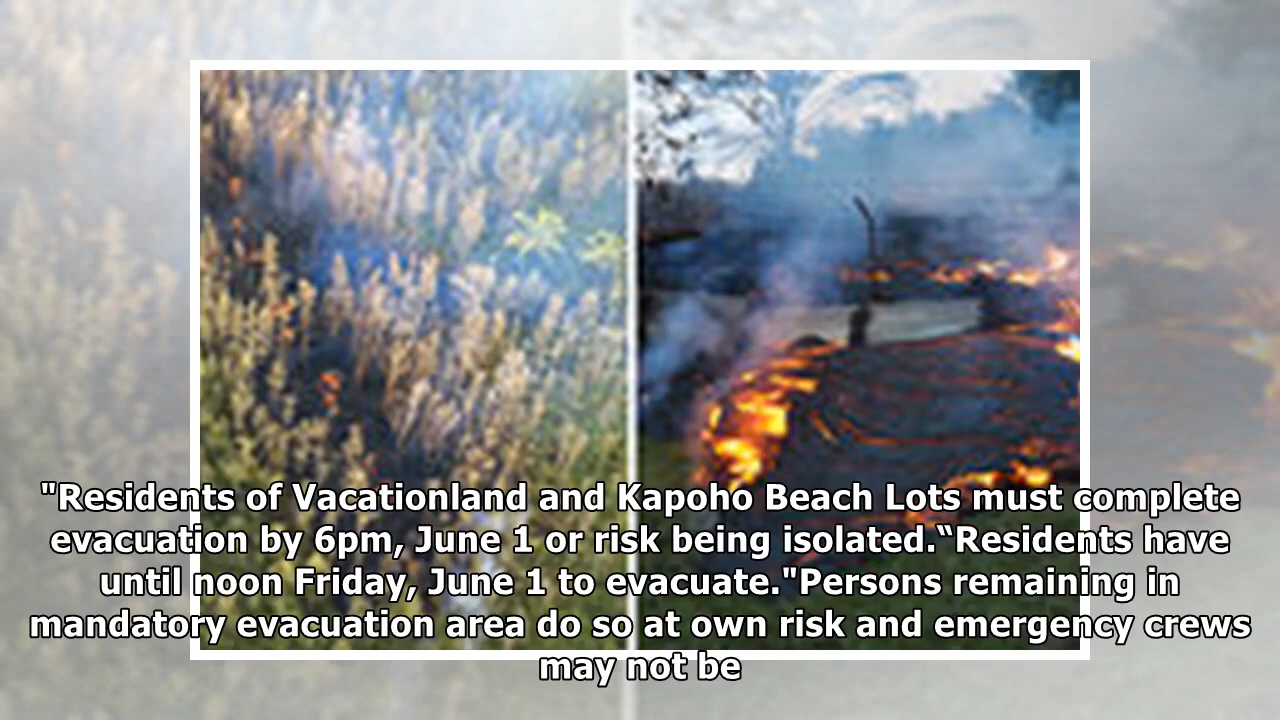 "Residents of Vacationland and Kapoho Beach Lots must complete
evacuation by 6pm, June 1 or risk being isolated.“Residents have
until noon Friday, June 1 to evacuate."Persons remaining in
mandatory evacuation area do so at own risk and emergency crews
may not be